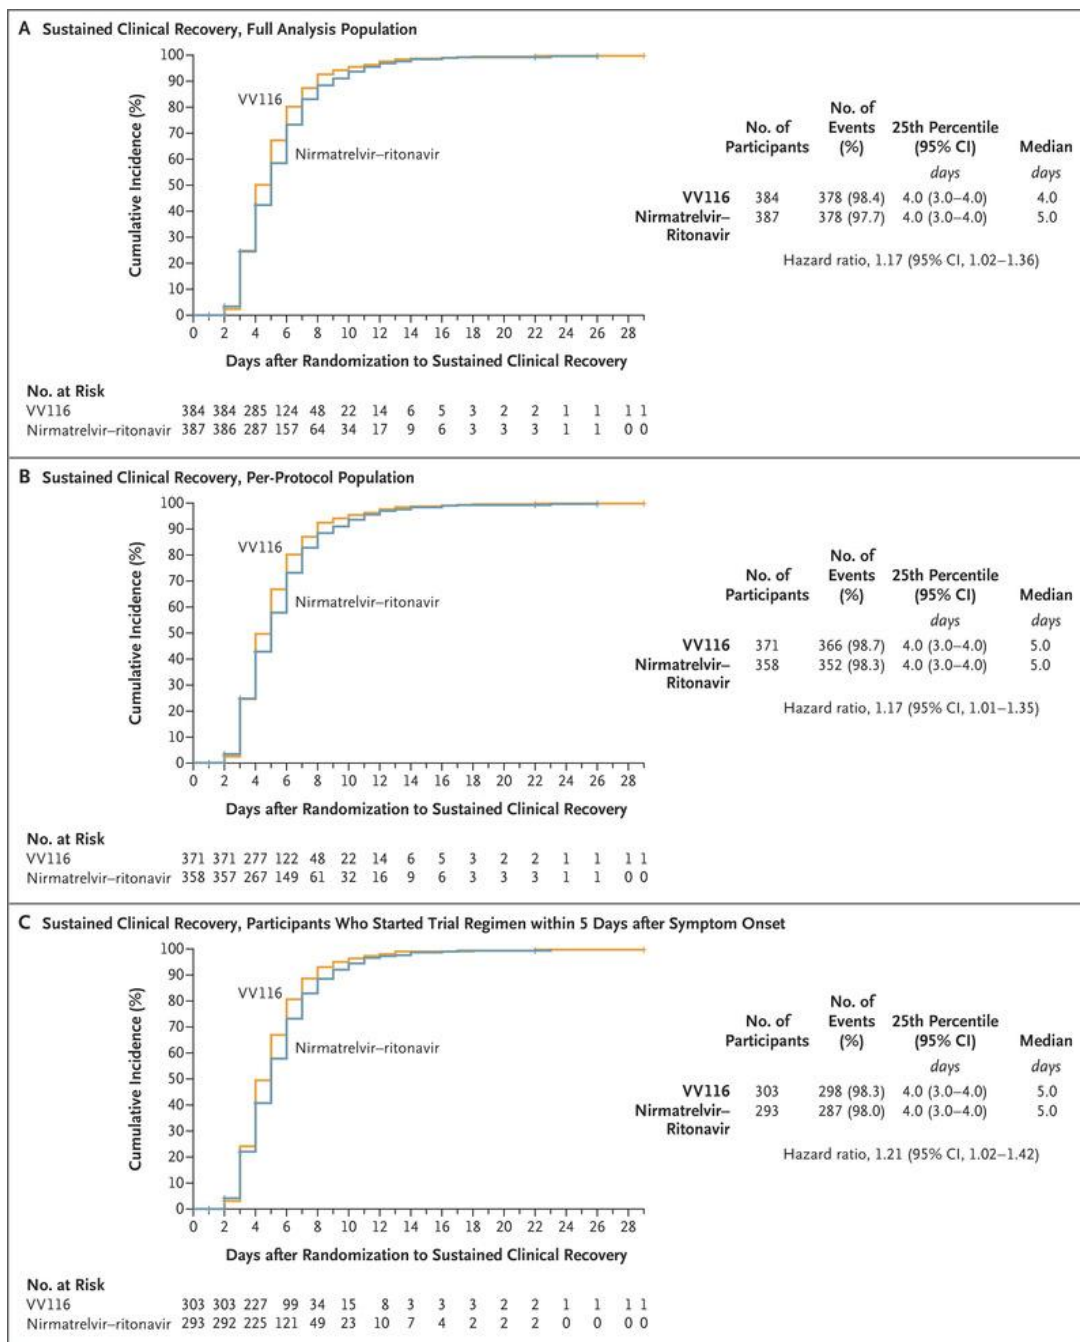 A Sustained Clinical Recovery, Full Analysis Population
100
90
80
70
60
50
40
30
20
10
0
Cumulative Incidence (%)
VV116
Nirmatrelvir–ritonavir
0 2 4 6 8 10 12 14 16 18 20 22 24 26 28
Days after Randomization to Sustained Clinical Recovery
No. of Participants
No. of Events (%)
25th Percentile (95% CI)
Median
days days
VV116 384 378 (98.4) 4.0 (3.0–4.0) 4.0
Nirmatrelvir–Ritonavir 387 378 (97.7) 4.0 (3.0–4.0) 5.0
Hazard ratio, 1.17 (95% CI, 1.02–1.36)
No. at Risk
VV116 384 384 285 124 48 22 14 6 5 3 2 2 1 1 1 1
Nirmatrelvir–ritonavir 387 386 287 157 64 34 17 9 6 3 3 3 1 1 0 0
B Sustained Clinical Recovery, Per-Protocol Population
100
90
80
70
60
50
40
30
20
10
0
Cumulative Incidence (%)
VV116
Nirmatrelvir–ritonavir
0 2 4 6 8 10 12 14 16 18 20 22 24 26 28
Days after Randomization to Sustained Clinical Recovery
No. of Participants
No. of Events (%)
25th Percentile (95% CI)
Median
days days
VV116 371 366 (98.7) 4.0 (3.0–4.0) 5.0
Nirmatrelvir–Ritonavir 358 352 (98.3) 4.0 (3.0–4.0) 5.0
Hazard ratio, 1.17 (95% CI, 1.01–1.35)
No. at Risk
VV116 371 371 277 122 48 22 14 6 5 3 2 2 1 1 1 1
Nirmatrelvir–ritonavir 358 357 267 149 61 32 16 9 6 3 3 3 1 1 0 0
C Sustained Clinical Recovery, Participants Who Started Trial Regimen within 5 Days after Symptom Onset
100
90
80
70
60
50
40
30
20
10
0
Cumulative Incidence (%)
VV116
Nirmatrelvir–ritonavir
0 2 4 6 8 10 12 14 16 18 20 22 24 26 28
Days after Randomization to Sustained Clinical Recovery
No. of Participants
No. of Events (%)
25th Percentile (95% CI)
Median
days days
VV116 303 298 (98.3) 4.0 (3.0–4.0) 5.0
Nirmatrelvir–Ritonavir 293 287 (98.0) 4.0 (3.0–4.0) 5.0
Hazard ratio, 1.21 (95% CI, 1.02–1.42)
No. at Risk
VV116 303 303 227 99 34 15 8 3 3 3 2 2 1 1 1 1
Nirmatrelvir–ritonavir 293 292 225 121 49 23 10 7 4 2 2 2 0 0 0 0